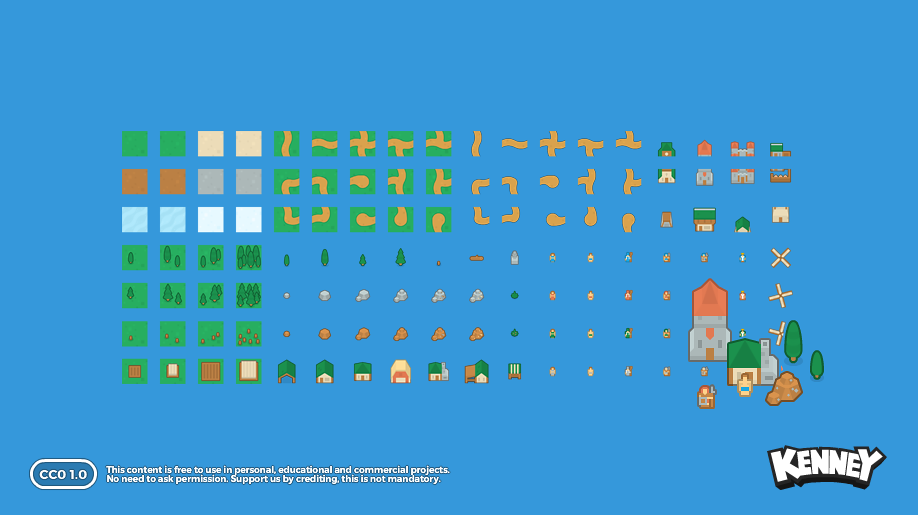 CC0 1.0
This content is free to use in personal, educational and commercial projects.
No need to ask permission. Support us by crediting, this is not mandatory.
KENNEY